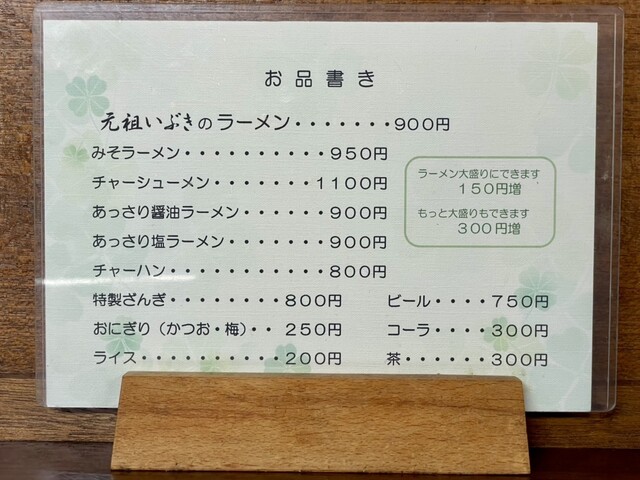 お品書き
元祖いぶきのラーメン・・・・・・・900円
みそラーメン・・・・・・・・・・950円
チャーシューメン・・・・・・・1100円
あっさり醤油ラーメン・・・・・・900円
あっさり塩ラーメン・・・・・・・900円
チャーハン・・・・・・・・・・・800円
特製ざんぎ・・・・・・・・800円
おにぎり（かつお・梅）・・250円
ライス・・・・・・・・・・200円
ラーメン大盛りにできます
150円増
もっと大盛りもできます
300円増
ビール・・・・750円
コーラ・・・・300円
茶・・・・・・300円